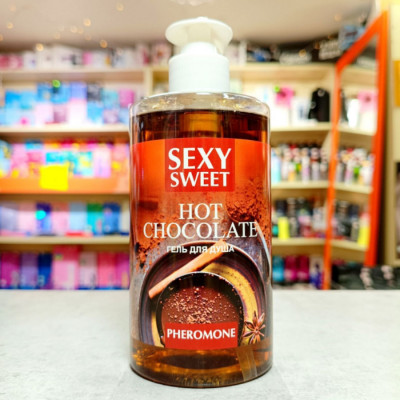 SEXY
SWEET
HOT
CHOCOLATE
ГЕЛЬ ДЛЯ ДУША
PHEROMONE